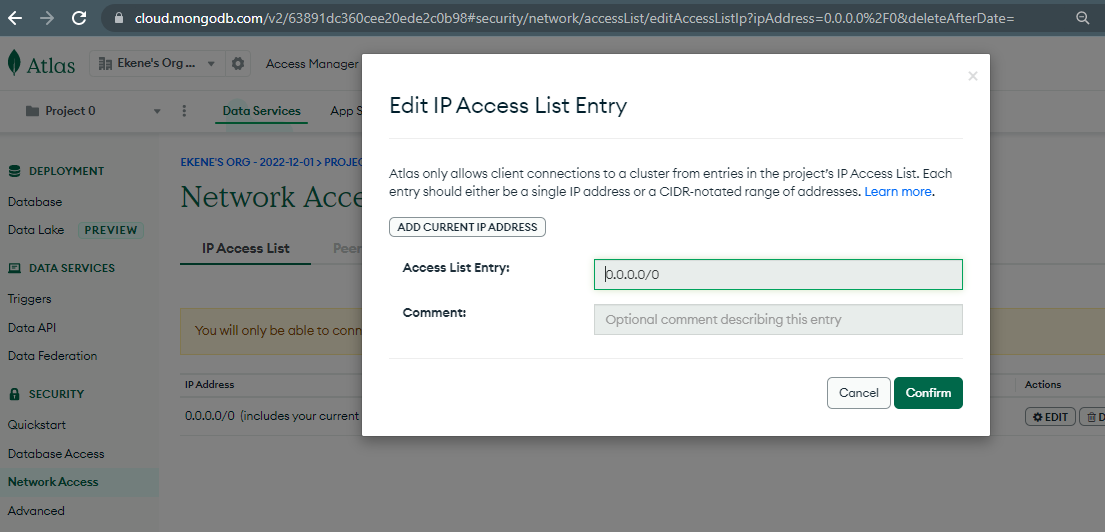 cloud.mongodb.com/v2/63891dc360cee20ede2c0b98#security/network/accessList/editAccessListIp?ipAddress=0.0.0.0%2F0&deleteAfterDate=
Atlas
Ekene's Org ...
Access Manager
Project 0
Data Services
App S
DEPLOYMENT
Database
Data Lake PREVIEW
DATA SERVICES
Triggers
Data API
Data Federation
SECURITY
Quickstart
Database Access
Network Access
Advanced
EKENE'S ORG - 2022-12-01 > PROJEC
Network Acce
IP Access List
Peer
You will only be able to conn
IP Address
Actions
0.0.0.0/0 (includes your current
EDIT
D
Edit IP Access List Entry
Atlas only allows client connections to a cluster from entries in the project's IP Access List. Each
entry should either be a single IP address or a CIDR-notated range of addresses. Learn more.
ADD CURRENT IP ADDRESS
Access List Entry:
0.0.0.0/0
Comment:
Optional comment describing this entry
Cancel
Confirm